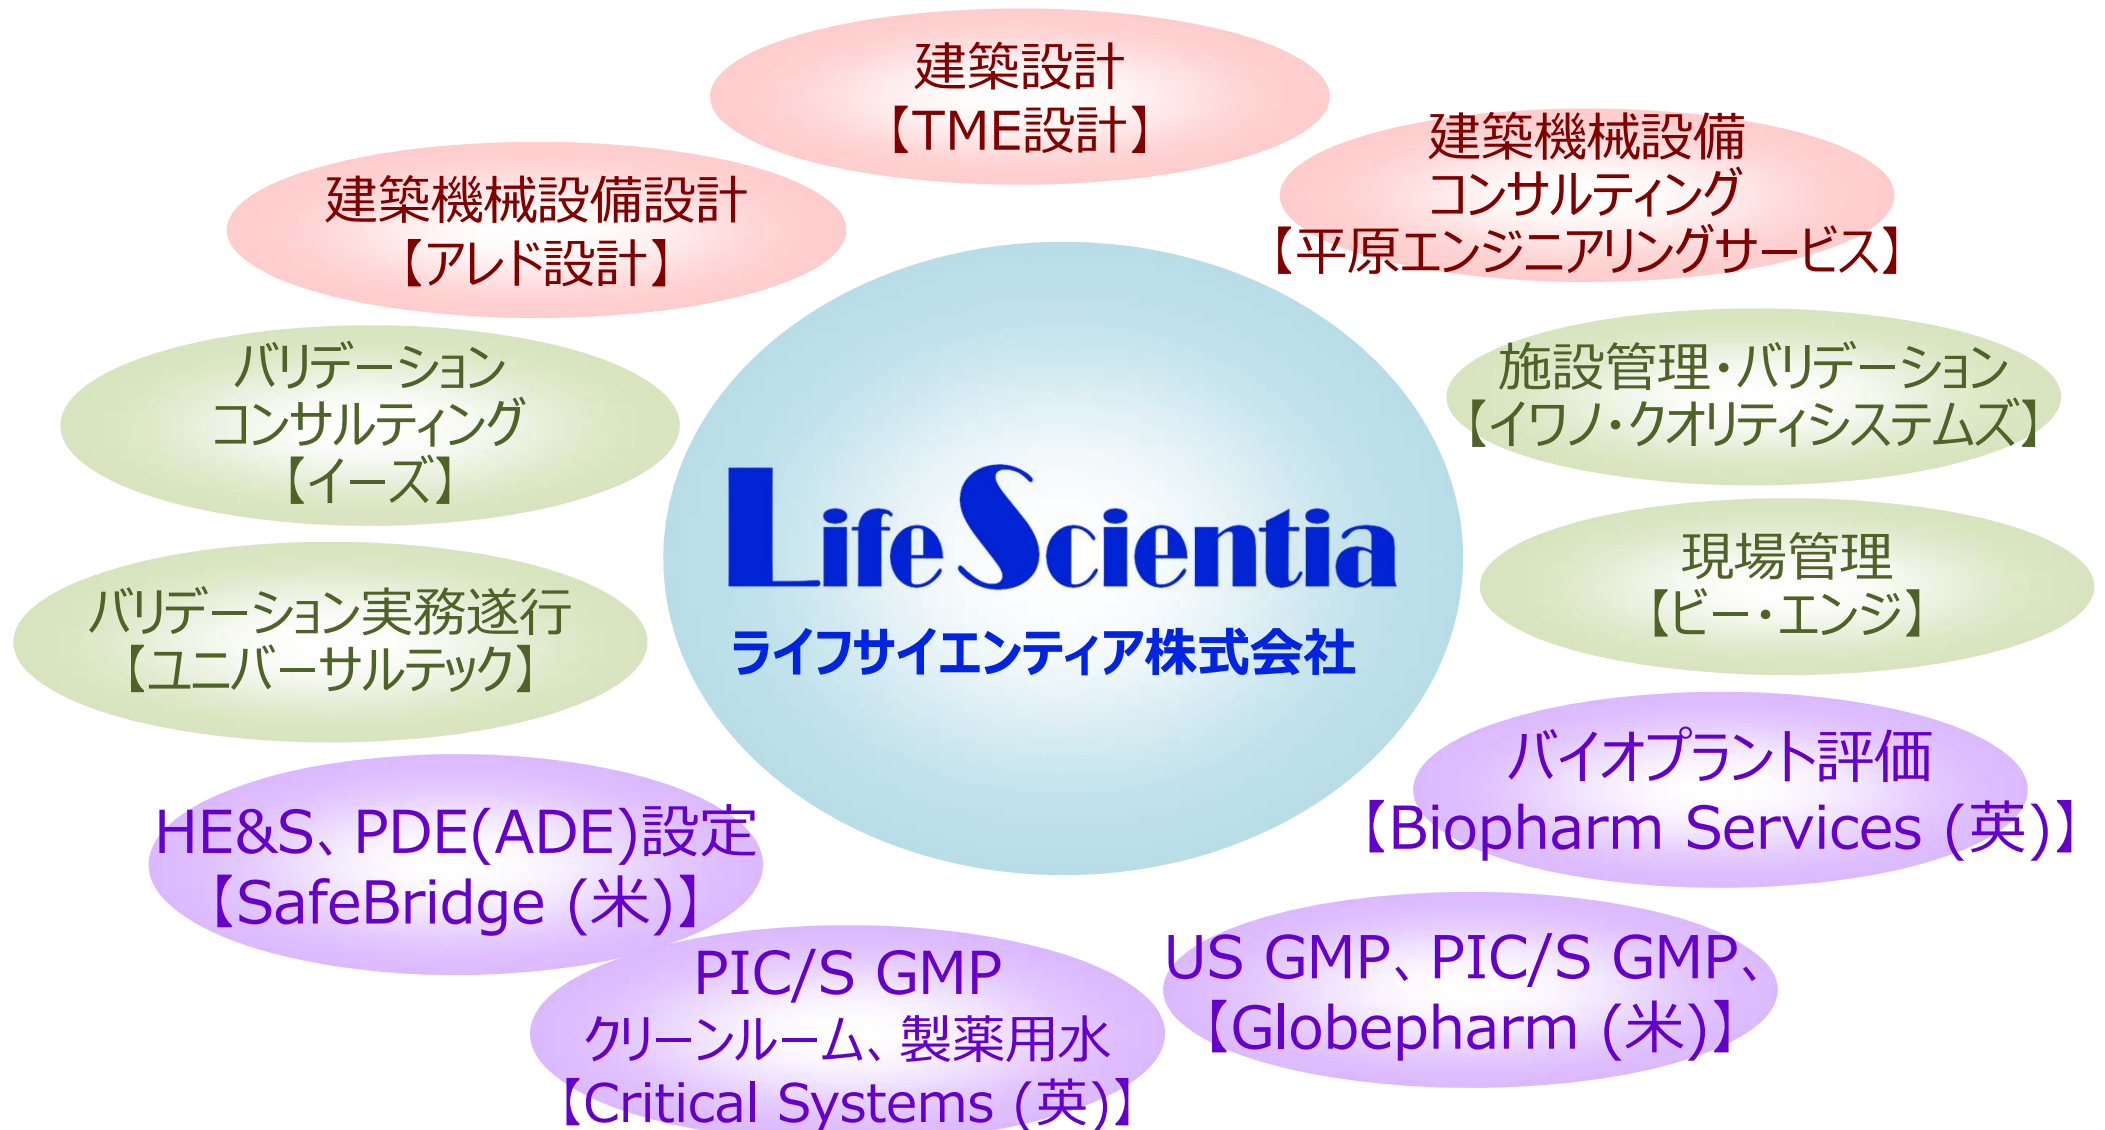 建築設計
【TME設計】
建築機械設備
コンサルティング
【平原エンジニアリングサービス】
建築機械設備設計
【アレド設計】
施設管理・バリデーション
【イワノ・クオリティシステムズ】
バリデーション
コンサルティング
【イーズ】
Life Scientia
ライフサイエンティア株式会社
現場管理
【ビー・エンジ】
バリデーション実務遂行
【ユニバーサルテック】
バイオプラント評価
【Biopharm Services (英)】
HE&S、PDE(ADE)設定
【SafeBridge (米)】
US GMP、PIC/S GMP、
【Globepharm (米)】
PIC/S GMP
クリーンルーム、製薬用水
【Critical Systems (英)】